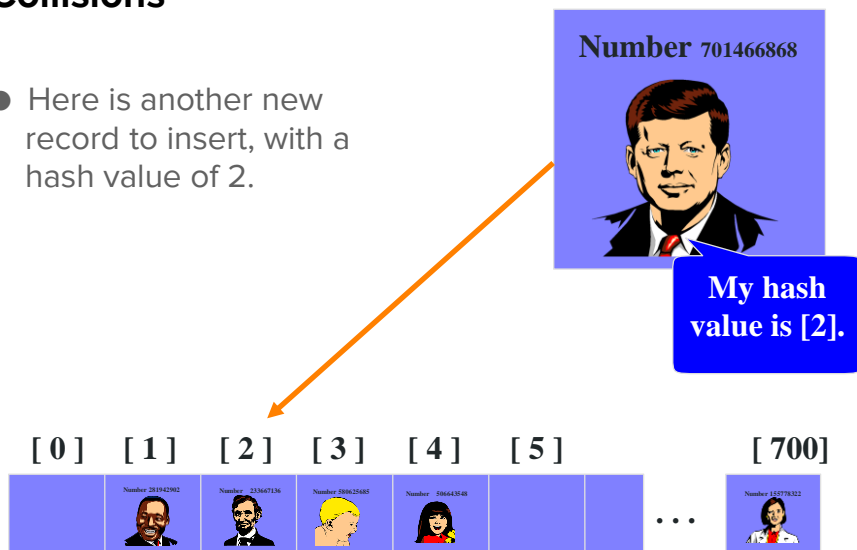 Collisions
Number 701466868
● Here is another new
record to insert, with a
hash value of 2.
My hash
value is [2].
[ 0 ] [ 1 ] [ 2 ] [ 3 ] [ 4 ] [ 5 ] [ 700]
Number 281942902 Number 233667136 Number 580625685 Number 506643548 ... Number 155778322